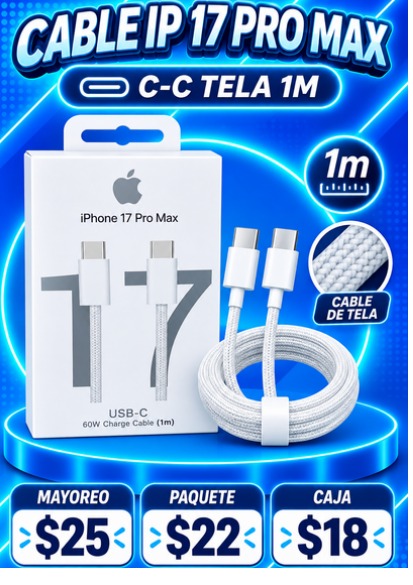 CABLE IP 17 PRO MAX
C-C TELA 1M
1m
iPhone 17 Pro Max
17
USB-C
60W Charge Cable (1m)
CABLE
DE TELA
MAYOREO
$25
PAQUETE
$22
CAJA
$18